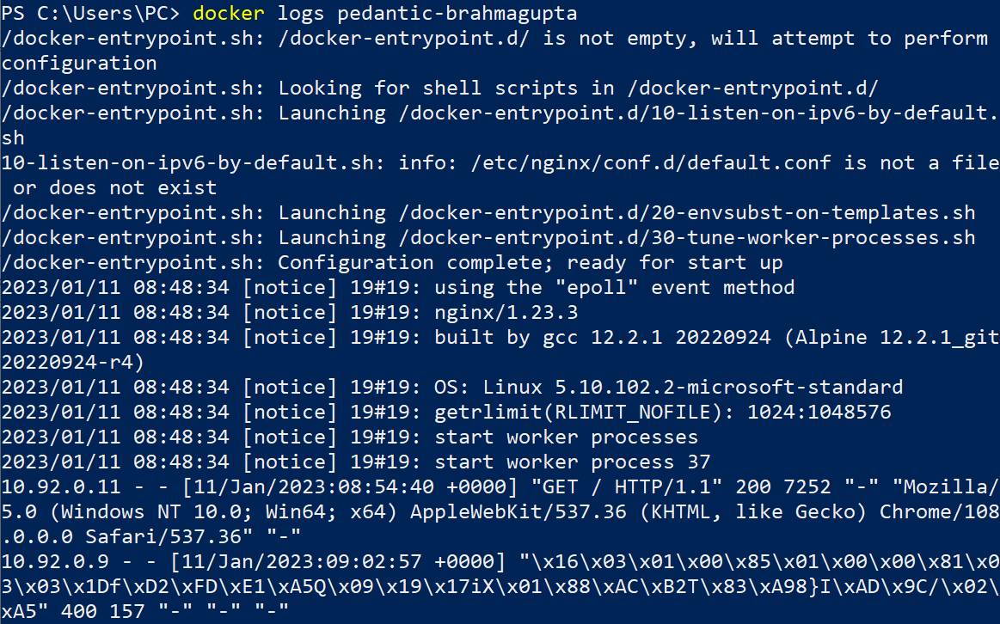 PS C:\Users\PC> docker logs pedantic-brahmagupta
/docker-entrypoint.sh: /docker-entrypoint.d/ is not empty, will attempt to perform
configuration
/docker-entrypoint.sh: Looking for shell scripts in /docker-entrypoint.d/
/docker-entrypoint.sh: Launching /docker-entrypoint.d/10-listen-on-ipv6-by-default.
sh
10-listen-on-ipv6-by-default.sh: info: /etc/nginx/conf.d/default.conf is not a file
 or does not exist
/docker-entrypoint.sh: Launching /docker-entrypoint.d/20-envsubst-on-templates.sh
/docker-entrypoint.sh: Launching /docker-entrypoint.d/30-tune-worker-processes.sh
/docker-entrypoint.sh: Configuration complete; ready for start up
2023/01/11 08:48:34 [notice] 19#19: using the "epoll" event method
2023/01/11 08:48:34 [notice] 19#19: nginx/1.23.3
2023/01/11 08:48:34 [notice] 19#19: built by gcc 12.2.1 20220924 (Alpine 12.2.1_git
20220924-r4)
2023/01/11 08:48:34 [notice] 19#19: OS: Linux 5.10.102.2-microsoft-standard
2023/01/11 08:48:34 [notice] 19#19: getrlimit(RLIMIT_NOFILE): 1024:1048576
2023/01/11 08:48:34 [notice] 19#19: start worker processes
2023/01/11 08:48:34 [notice] 19#19: start worker process 37
10.92.0.11 - - [11/Jan/2023:08:54:40 +0000] "GET / HTTP/1.1" 200 7252 "-" "Mozilla/
5.0 (Windows NT 10.0; Win64; x64) AppleWebKit/537.36 (KHTML, like Gecko) Chrome/108
.0.0.0 Safari/537.36" "-"
10.92.0.9 - - [11/Jan/2023:09:02:57 +0000] "\x16\x03\x01\x00\x85\x01\x00\x00\x81\x0
3\x03\x1Df\xD2\xFD\xE1\xA5Q\x09\x19\x17iX\x01\x88\xAC\xB2T\x83\xA98}I\xAD\x9C/\x02\
xA5" 400 157 "-" "-" "-"